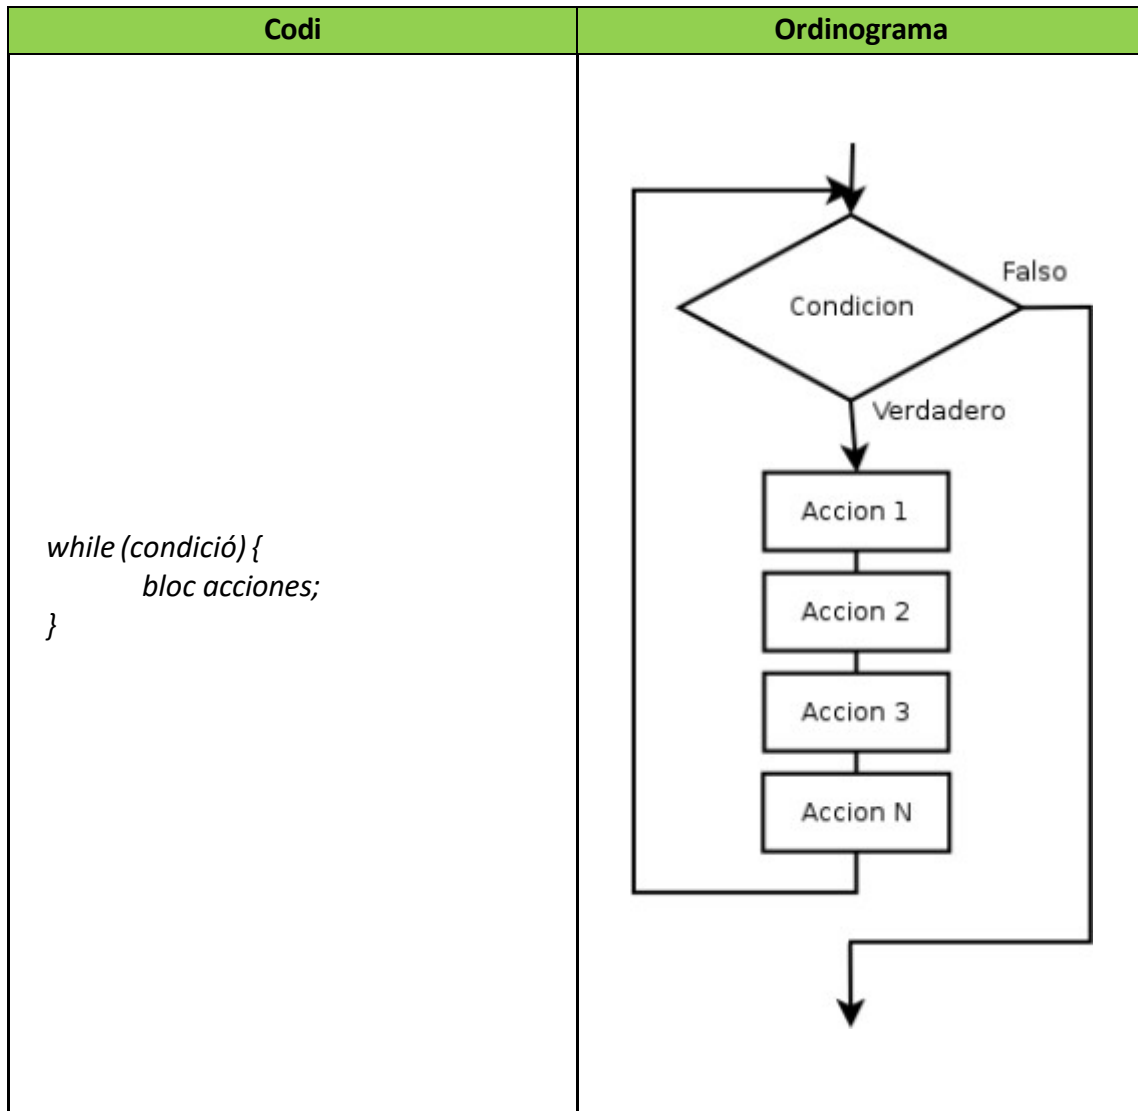 Codi
Ordinograma
while (condició) {
bloc acciones;
}
Condicion
Falso
Verdadero
Accion 1
Accion 2
Accion 3
Accion N